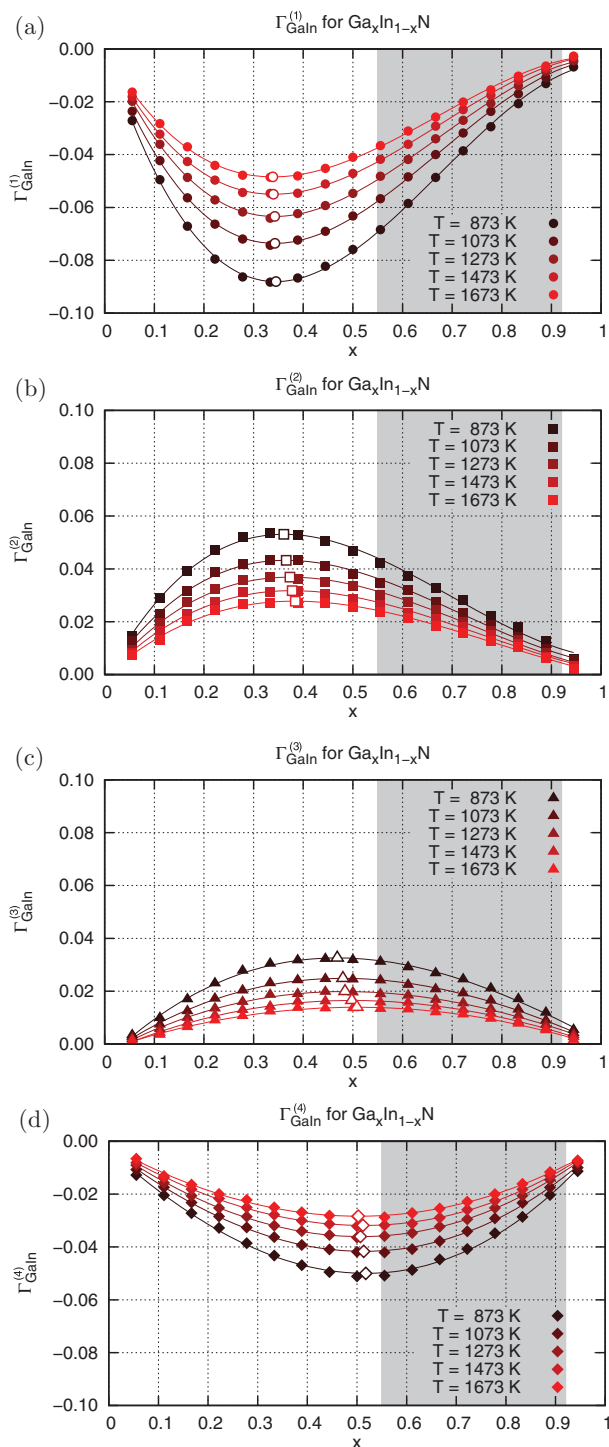 (a)
Γ_GaIn^(1) for Ga_xIn_1−xN
0.00
−0.02
−0.04
−0.06
−0.08
−0.10
Γ_GaIn^(1)
T = 873 K
T = 1073 K
T = 1273 K
T = 1473 K
T = 1673 K
0 0.1 0.2 0.3 0.4 0.5 0.6 0.7 0.8 0.9 1
x
(b)
Γ_GaIn^(2) for Ga_xIn_1−xN
0.10
0.08
0.06
0.04
0.02
0.00
Γ_GaIn^(2)
T = 873 K
T = 1073 K
T = 1273 K
T = 1473 K
T = 1673 K
0 0.1 0.2 0.3 0.4 0.5 0.6 0.7 0.8 0.9 1
x
(c)
Γ_GaIn^(3) for Ga_xIn_1−xN
0.10
0.08
0.06
0.04
0.02
0.00
Γ_GaIn^(3)
T = 873 K
T = 1073 K
T = 1273 K
T = 1473 K
T = 1673 K
0 0.1 0.2 0.3 0.4 0.5 0.6 0.7 0.8 0.9 1
x
(d)
Γ_GaIn^(4) for Ga_xIn_1−xN
0.00
−0.02
−0.04
−0.06
−0.08
−0.10
Γ_GaIn^(4)
T = 873 K
T = 1073 K
T = 1273 K
T = 1473 K
T = 1673 K
0 0.1 0.2 0.3 0.4 0.5 0.6 0.7 0.8 0.9 1
x